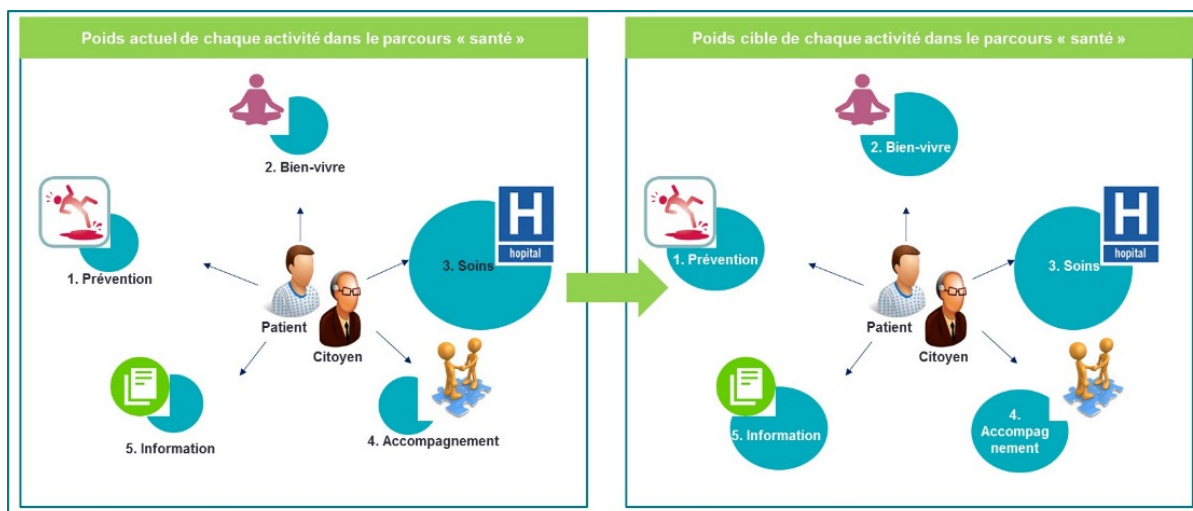 Poids actuel de chaque activité dans le parcours « santé »
2. Bien-vivre
1. Prévention
H
hopital
3. Soins
Patient
Citoyen
5. Information
4. Accompagnement
Poids cible de chaque activité dans le parcours « santé »
2. Bien-vivre
1. Prévention
H
hopital
3. Soins
Patient
Citoyen
5. Information
4.
Accompag
nement